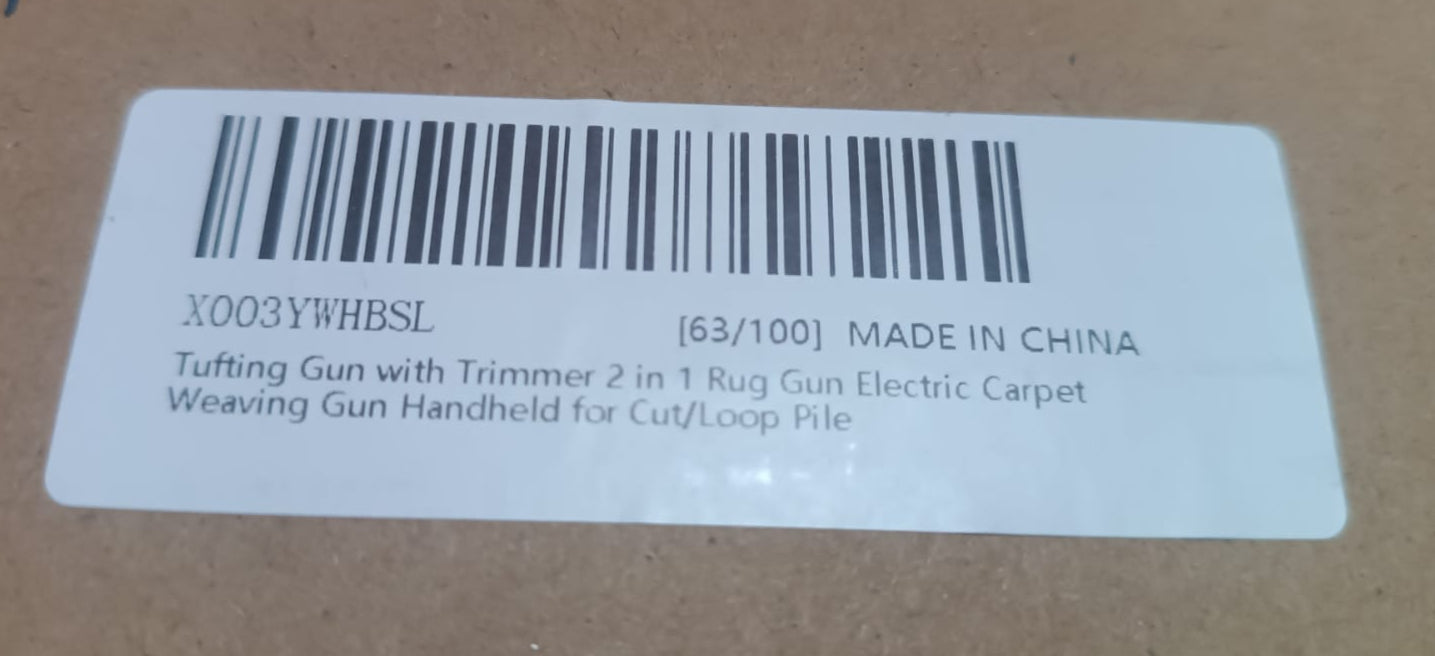 X003YWHBSL
[63/100] MADE IN CHINA
Tufting Gun with Trimmer 2 in 1 Rug Gun Electric Carpet
Weaving Gun Handheld for Cut/Loop Pile